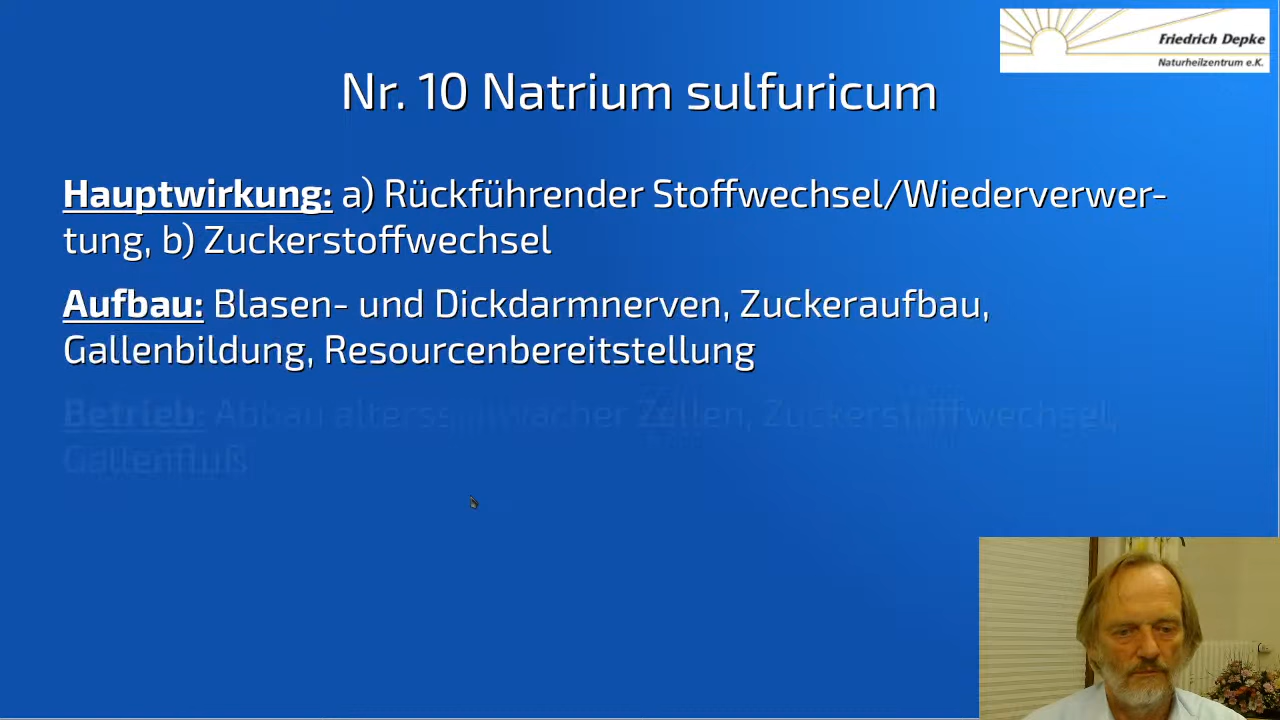 Friedrich Depke
Naturheilzentrum e.K.
Nr. 10 Natrium sulfuricum
Hauptwirkung: a) Rückführender Stoffwechsel/Wiederverwer-
tung, b) Zuckerstoffwechsel
Aufbau: Blasen- und Dickdarmnerven, Zuckeraufbau,
Gallenbildung, Resourcenbereitstellung
Betrieb: Abbau altersschwacher Zellen, Zuckerstoffwechsel,
Gallenfluß